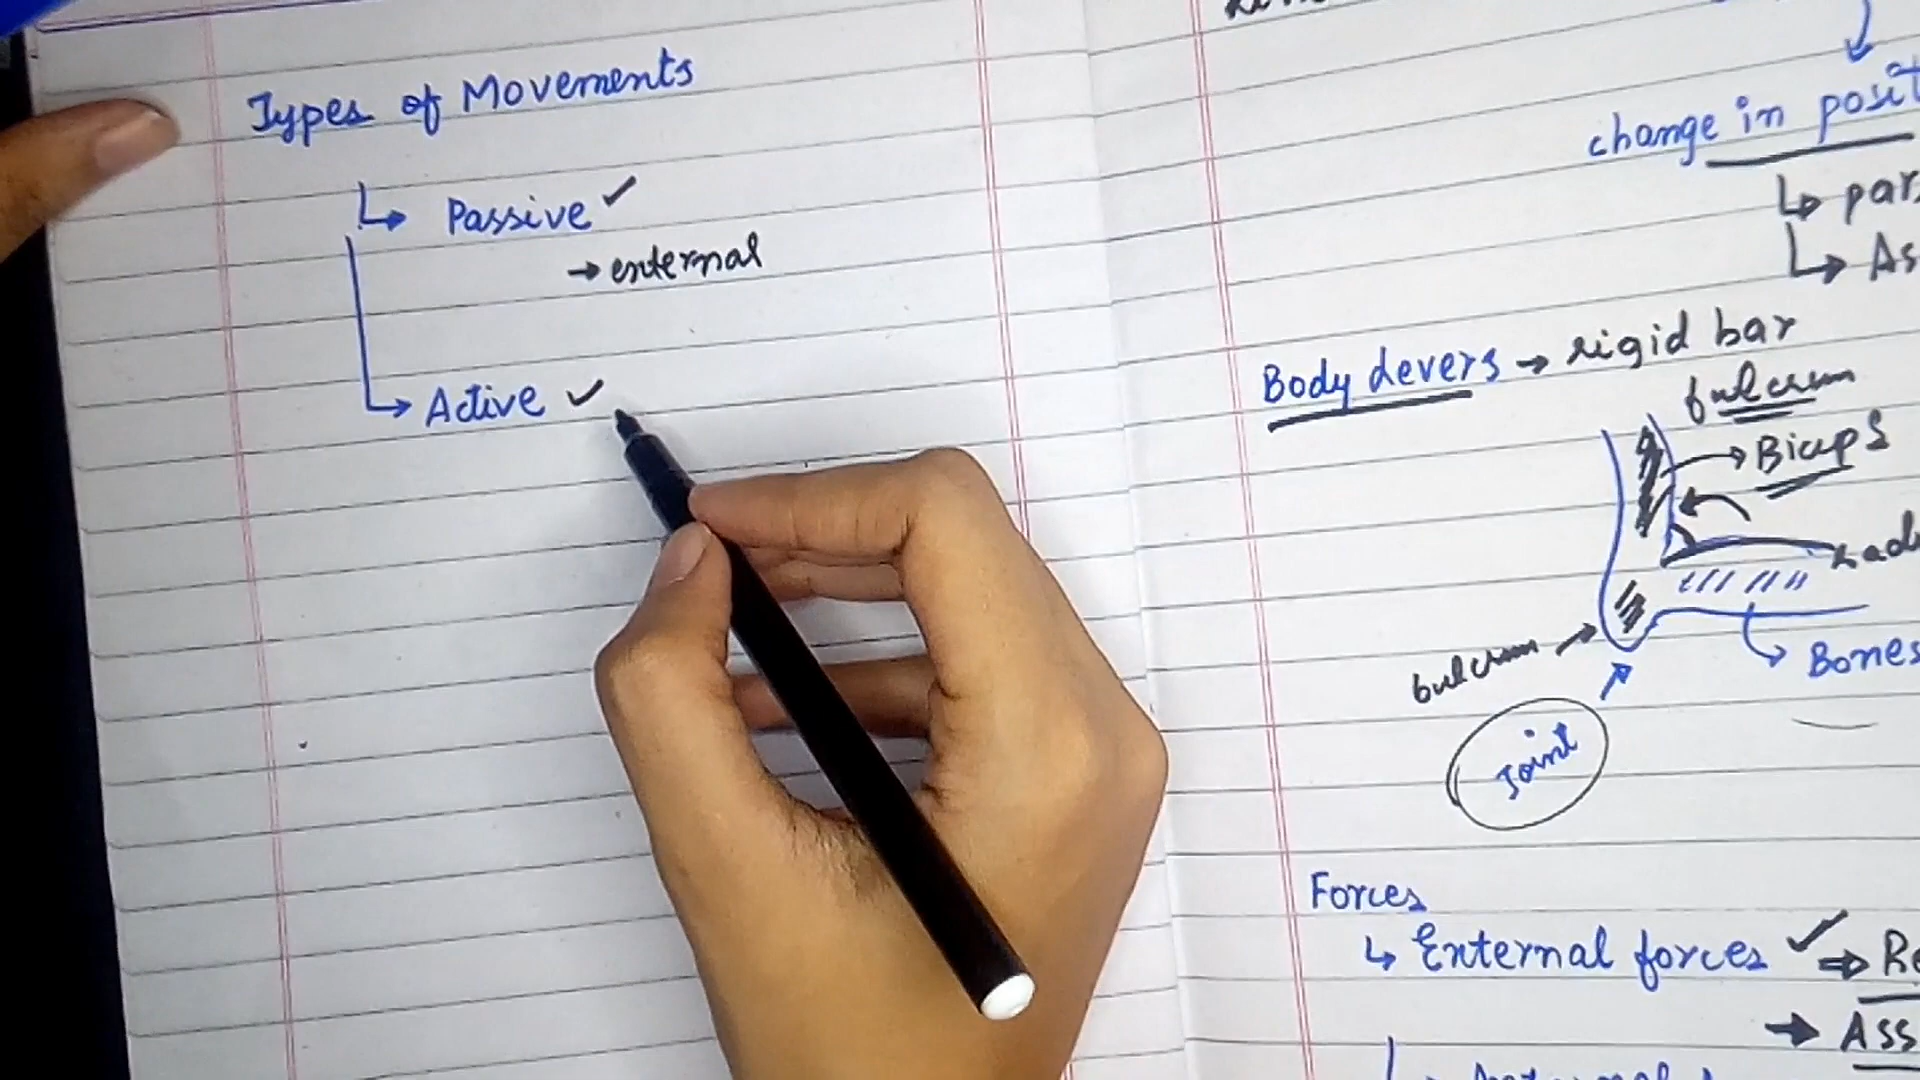 Types of Movements
Passive
→ external
Active
change in posit
Body Levers → rigid bar
fulcrum
Biceps
Bones
fulcrum
Joint
Forces
External forces ⇒ Re
→ Ass